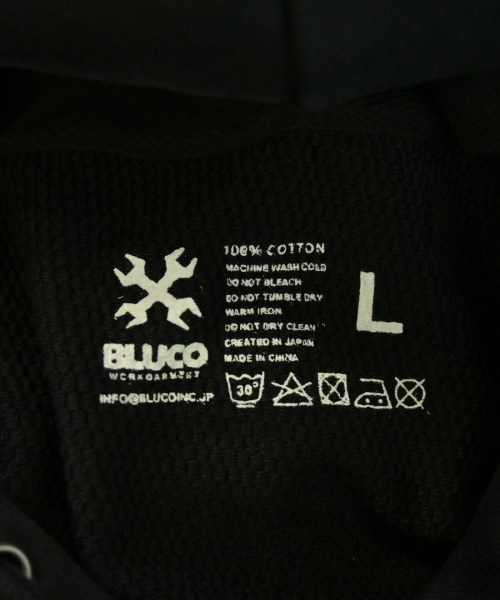 100% COTTON
MACHINE WASH COLD
DO NOT BLEACH
DO NOT TUMBLE DRY
WARM IRON
DO NOT DRY CLEAN
CREATED IN JAPAN
MADE IN CHINA
L
BLUCO
WORKGARMENT
INFO@BLUCOINC.JP
30°